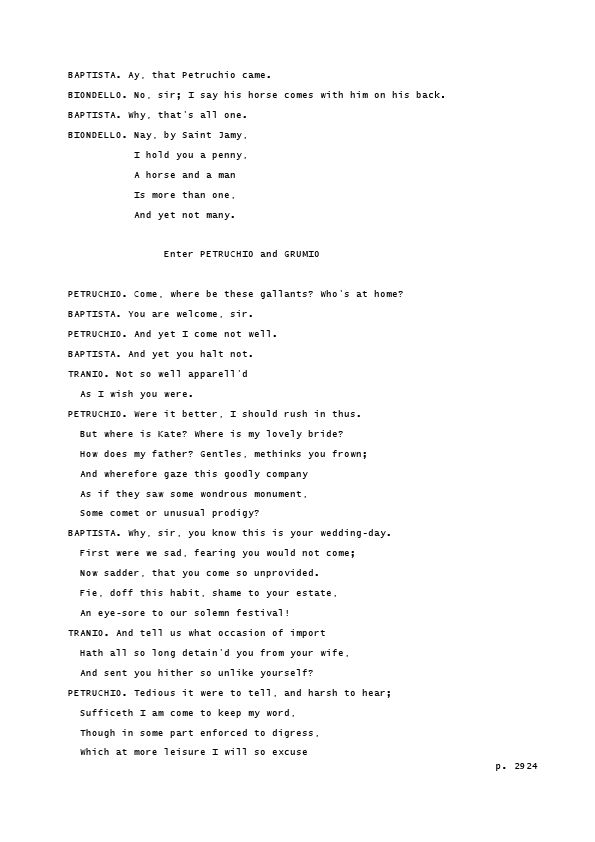 BAPTISTA. Ay, that Petruchio came.
BIONDELLO. No, sir; I say his horse comes with him on his back.
BAPTISTA. Why, that's all one.
BIONDELLO. Nay, by Saint Jamy,
I hold you a penny,
A horse and a man
Is more than one,
And yet not many.
Enter PETRUCHIO and GRUMIO
PETRUCHIO. Come, where be these gallants? Who's at home?
BAPTISTA. You are welcome, sir.
PETRUCHIO. And yet I come not well.
BAPTISTA. And yet you halt not.
TRANIO. Not so well apparell'd
As I wish you were.
PETRUCHIO. Were it better, I should rush in thus.
But where is Kate? Where is my lovely bride?
How does my father? Gentles, methinks you frown;
And wherefore gaze this goodly company
As if they saw some wondrous monument,
Some comet or unusual prodigy?
BAPTISTA. Why, sir, you know this is your wedding-day.
First were we sad, fearing you would not come;
Now sadder, that you come so unprovided.
Fie, doff this habit, shame to your estate,
An eye-sore to our solemn festival!
TRANIO. And tell us what occasion of import
Hath all so long detain'd you from your wife,
And sent you hither so unlike yourself?
PETRUCHIO. Tedious it were to tell, and harsh to hear;
Sufficeth I am come to keep my word,
Though in some part enforced to digress,
Which at more leisure I will so excuse
p. 2924